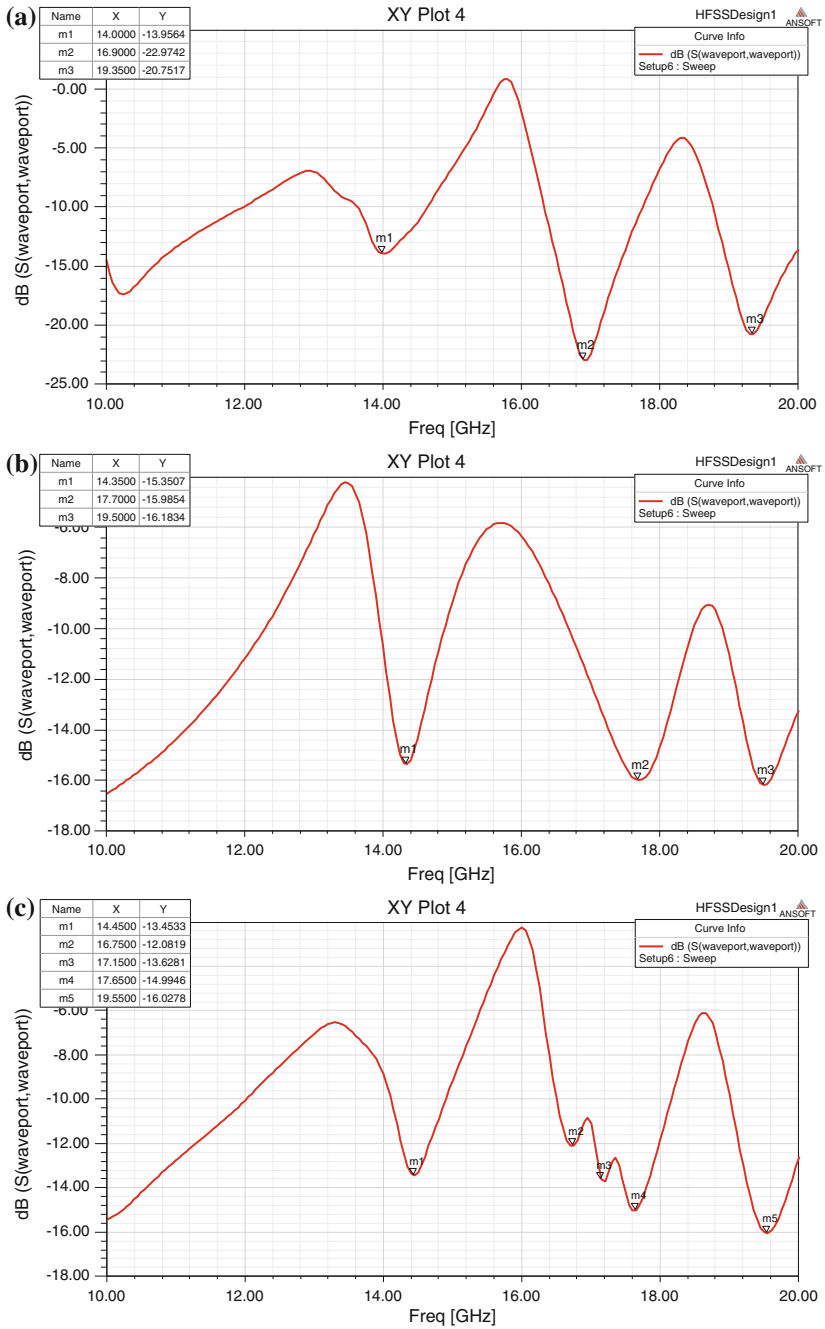 (a)
Name X Y
m1 14.0000 -13.9564
m2 16.9000 -22.9742
m3 19.3500 -20.7517
XY Plot 4
HFSSDesign1
ANSOFT
Curve Info
dB (S(waveport,waveport))
Setup6 : Sweep
dB (S(waveport,waveport))
-0.00
-5.00
-10.00
-15.00
-20.00
-25.00
m1
m2
m3
10.00 12.00 14.00 16.00 18.00 20.00
Freq [GHz]
(b)
Name X Y
m1 14.3500 -15.3507
m2 17.7000 -15.9854
m3 19.5000 -16.1834
XY Plot 4
HFSSDesign1
ANSOFT
Curve Info
dB (S(waveport,waveport))
Setup6 : Sweep
dB (S(waveport,waveport))
-6.00
-8.00
-10.00
-12.00
-14.00
-16.00
-18.00
m1
m2
m3
10.00 12.00 14.00 16.00 18.00 20.00
Freq [GHz]
(c)
Name X Y
m1 14.4500 -13.4533
m2 16.7500 -12.0819
m3 17.1500 -13.6281
m4 17.6500 -14.9946
m5 19.5500 -16.0278
XY Plot 4
HFSSDesign1
ANSOFT
Curve Info
dB (S(waveport,waveport))
Setup6 : Sweep
dB (S(waveport,waveport))
-6.00
-8.00
-10.00
-12.00
-14.00
-16.00
-18.00
m1
m2
m3
m4
m5
10.00 12.00 14.00 16.00 18.00 20.00
Freq [GHz]